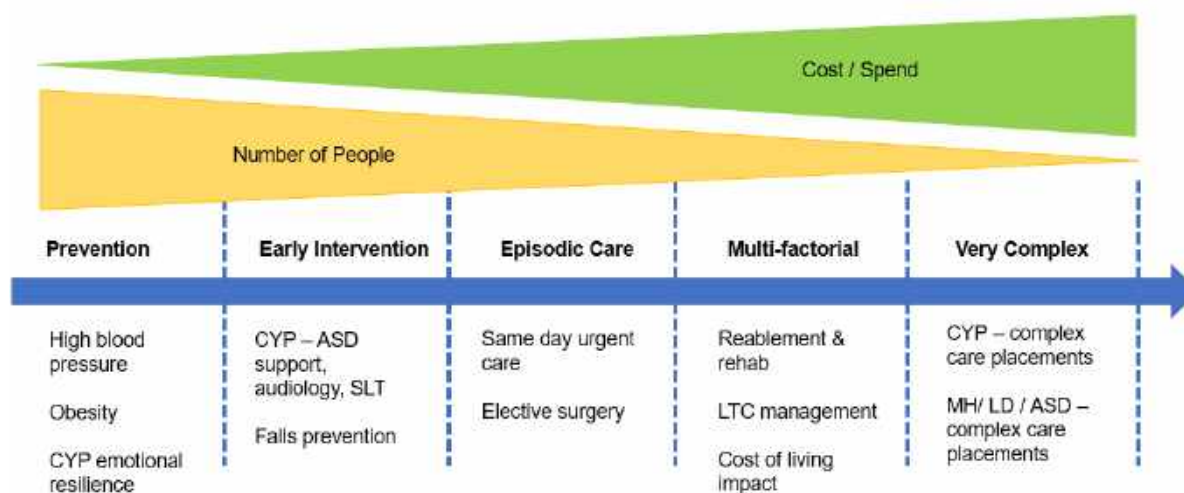 Cost / Spend
Number of People
Prevention
Early Intervention
Episodic Care
Multi-factorial
Very Complex
High blood
pressure
Obesity
CYP emotional
resilience
CYP – ASD
support,
audiology, SLT
Falls prevention
Same day urgent
care
Elective surgery
Reablement &
rehab
LTC management
Cost of living
impact
CYP – complex
care placements
MH/ LD / ASD –
complex care
placements